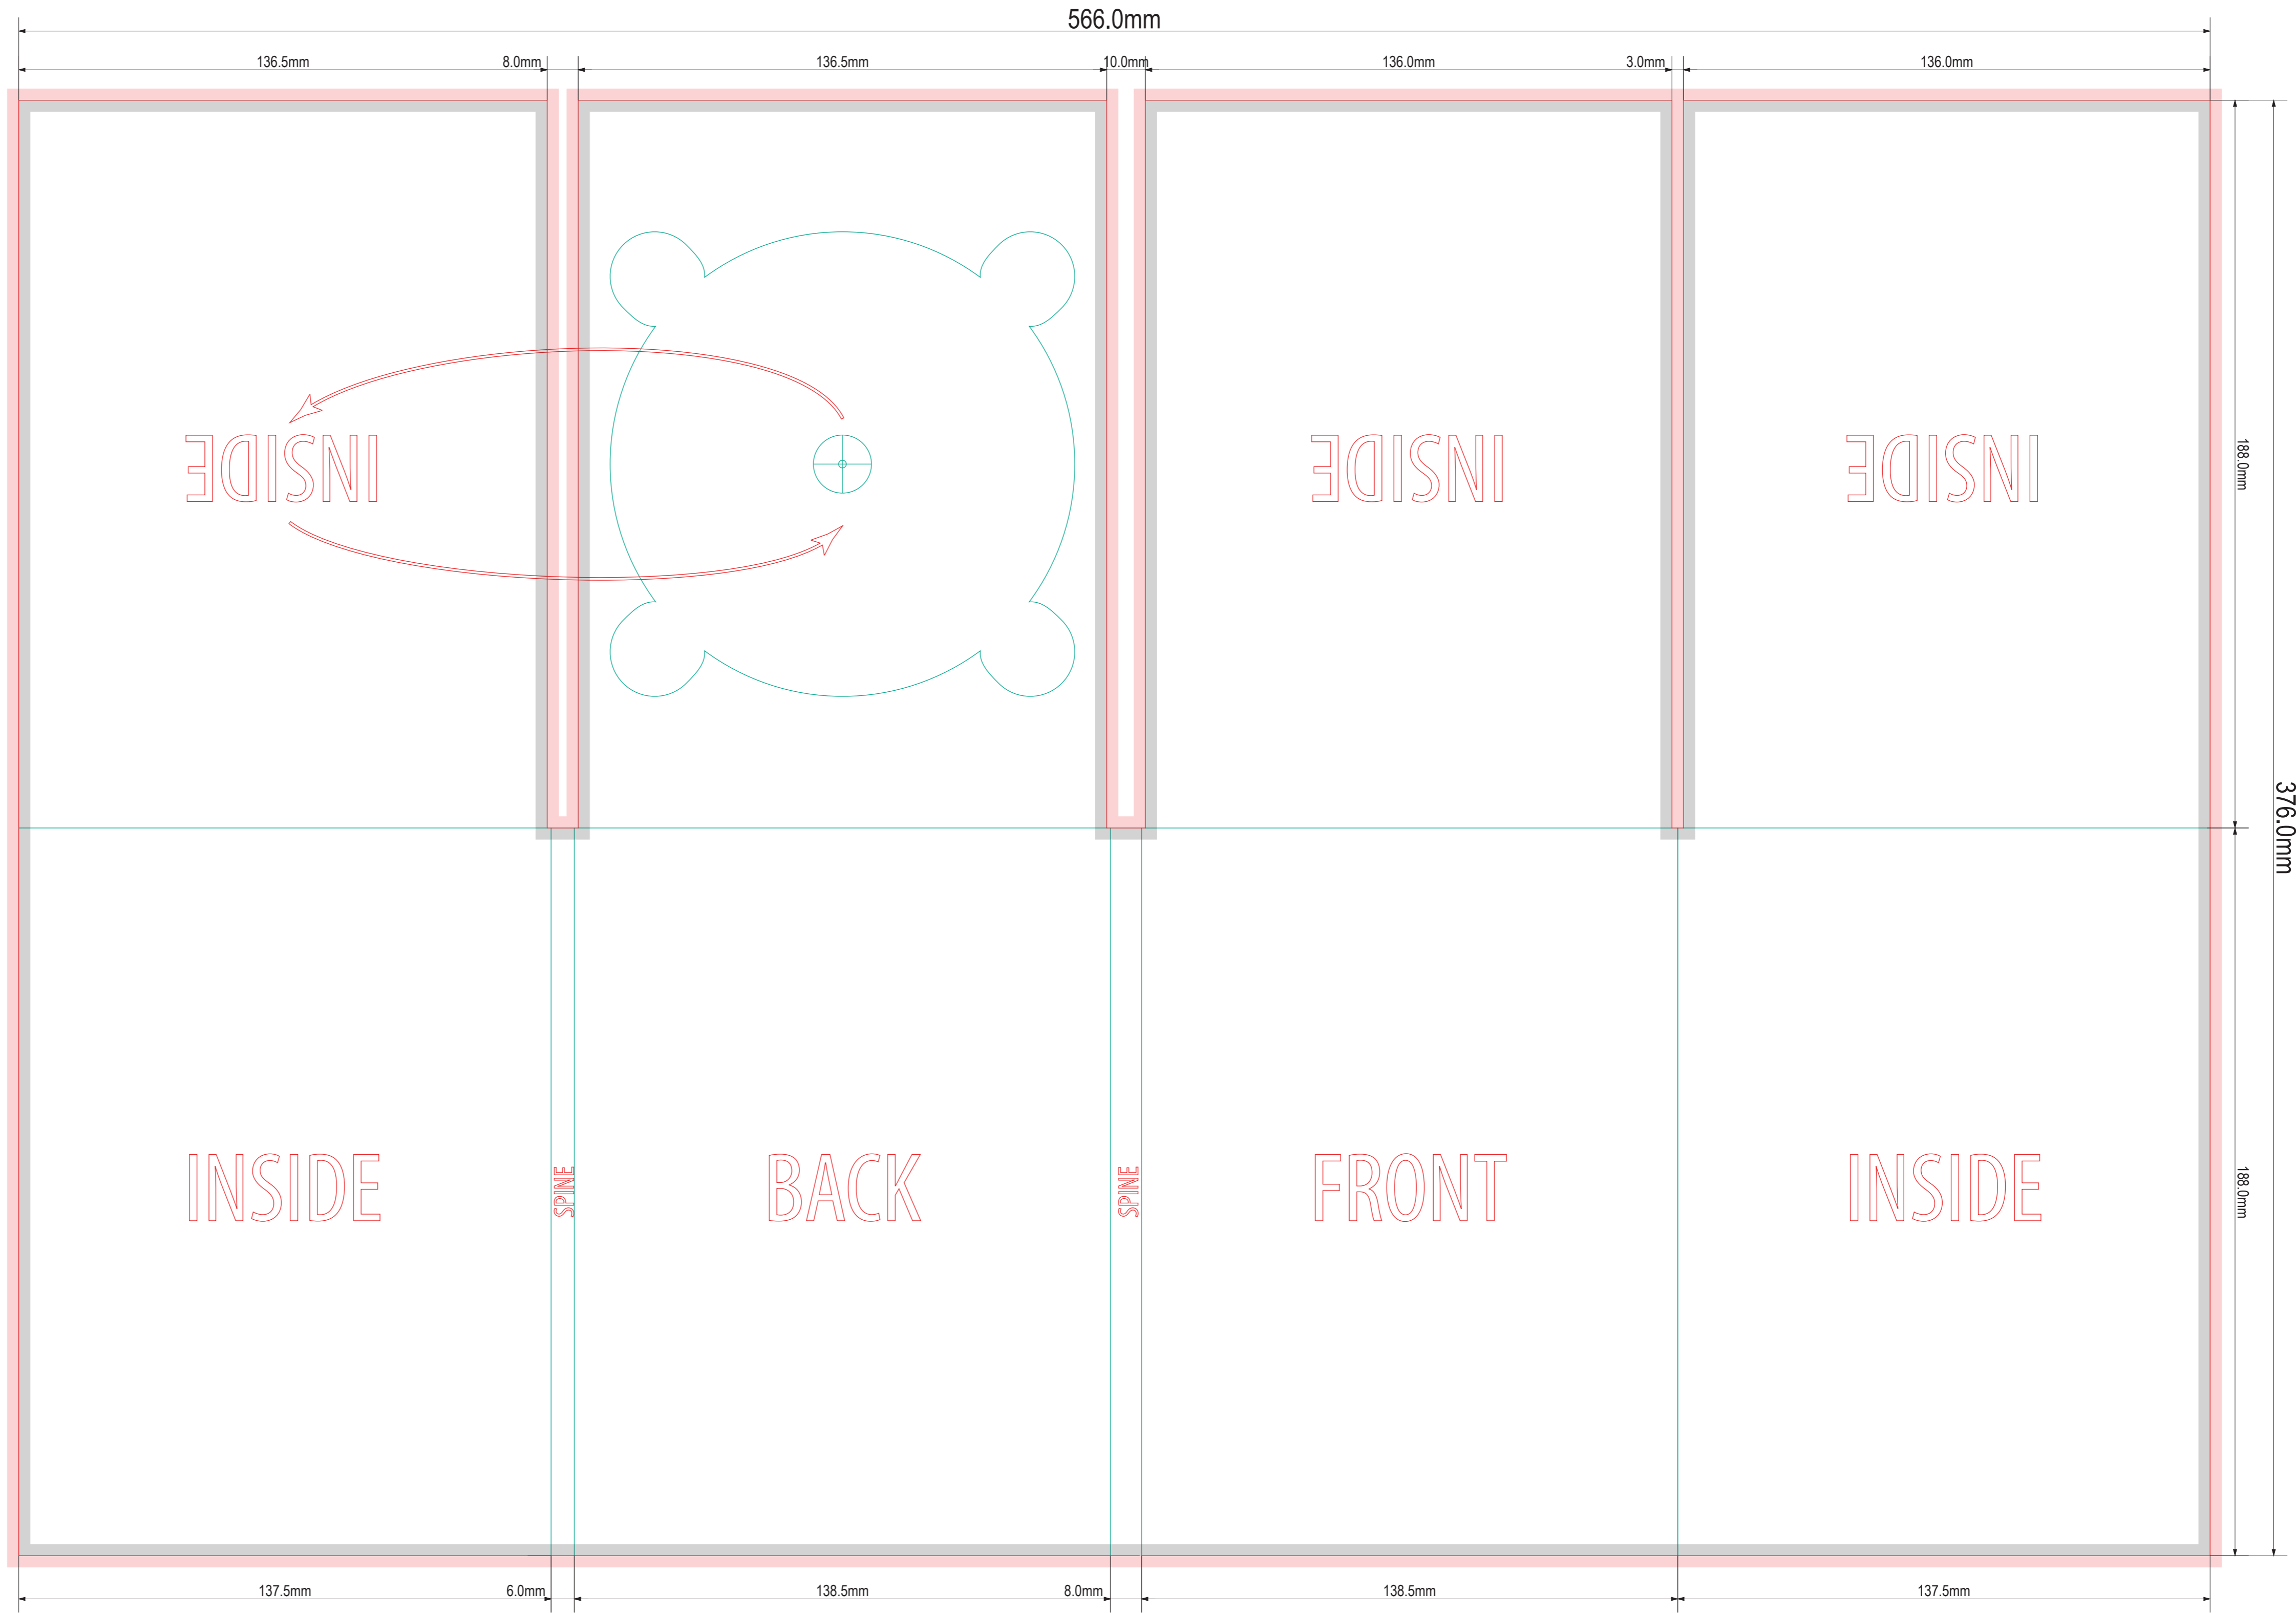 566.0mm
136.5mm 8.0mm 136.5mm 10.0mm 136.0mm 3.0mm 136.0mm
INSIDE INSIDE INSIDE
188.0mm
376.0mm
INSIDE SPINE BACK SPINE FRONT INSIDE
188.0mm
137.5mm 6.0mm 138.5mm 8.0mm 138.5mm 137.5mm